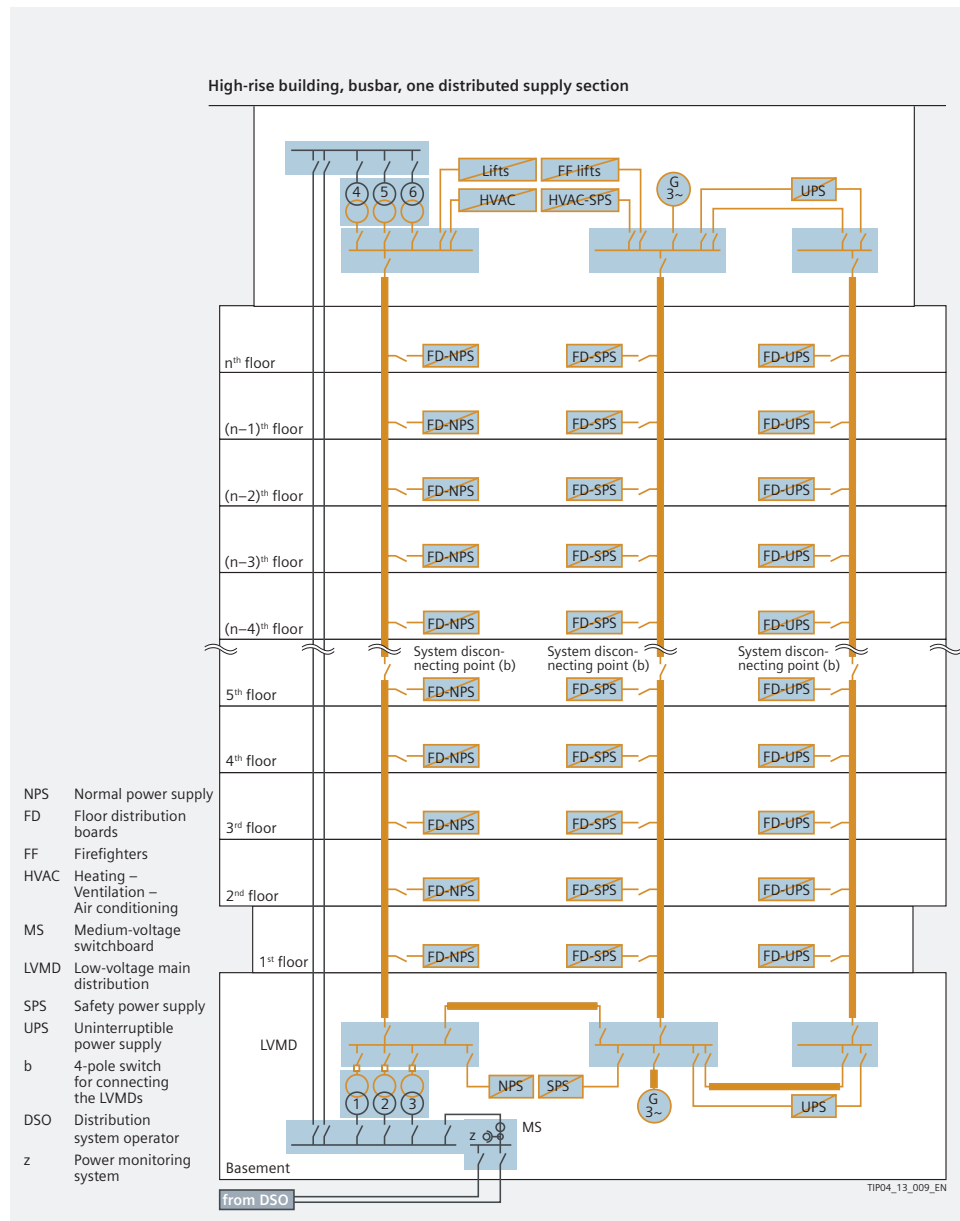 High-rise building, busbar, one distributed supply section
Lifts
FF lifts
HVAC
HVAC-SPS
G
3~
UPS
4
5
6
nth floor
FD-NPS
FD-SPS
FD-UPS
(n−1)th floor
FD-NPS
FD-SPS
FD-UPS
(n−2)th floor
FD-NPS
FD-SPS
FD-UPS
(n−3)th floor
FD-NPS
FD-SPS
FD-UPS
(n−4)th floor
FD-NPS
FD-SPS
FD-UPS
System discon-
necting point (b)
System discon-
necting point (b)
System discon-
necting point (b)
5th floor
FD-NPS
FD-SPS
FD-UPS
4th floor
FD-NPS
FD-SPS
FD-UPS
3rd floor
FD-NPS
FD-SPS
FD-UPS
2nd floor
FD-NPS
FD-SPS
FD-UPS
1st floor
FD-NPS
FD-SPS
FD-UPS
LVMD
NPS
SPS
G
3~
UPS
1
2
3
z
MS
Basement
from DSO
NPS Normal power supply
FD Floor distribution
boards
FF Firefighters
HVAC Heating –
Ventilation –
Air conditioning
MS Medium-voltage
switchboard
LVMD Low-voltage main
distribution
SPS Safety power supply
UPS Uninterruptible
power supply
b 4-pole switch
for connecting
the LVMDs
DSO Distribution
system operator
z Power monitoring
system
TIP04_13_009_EN